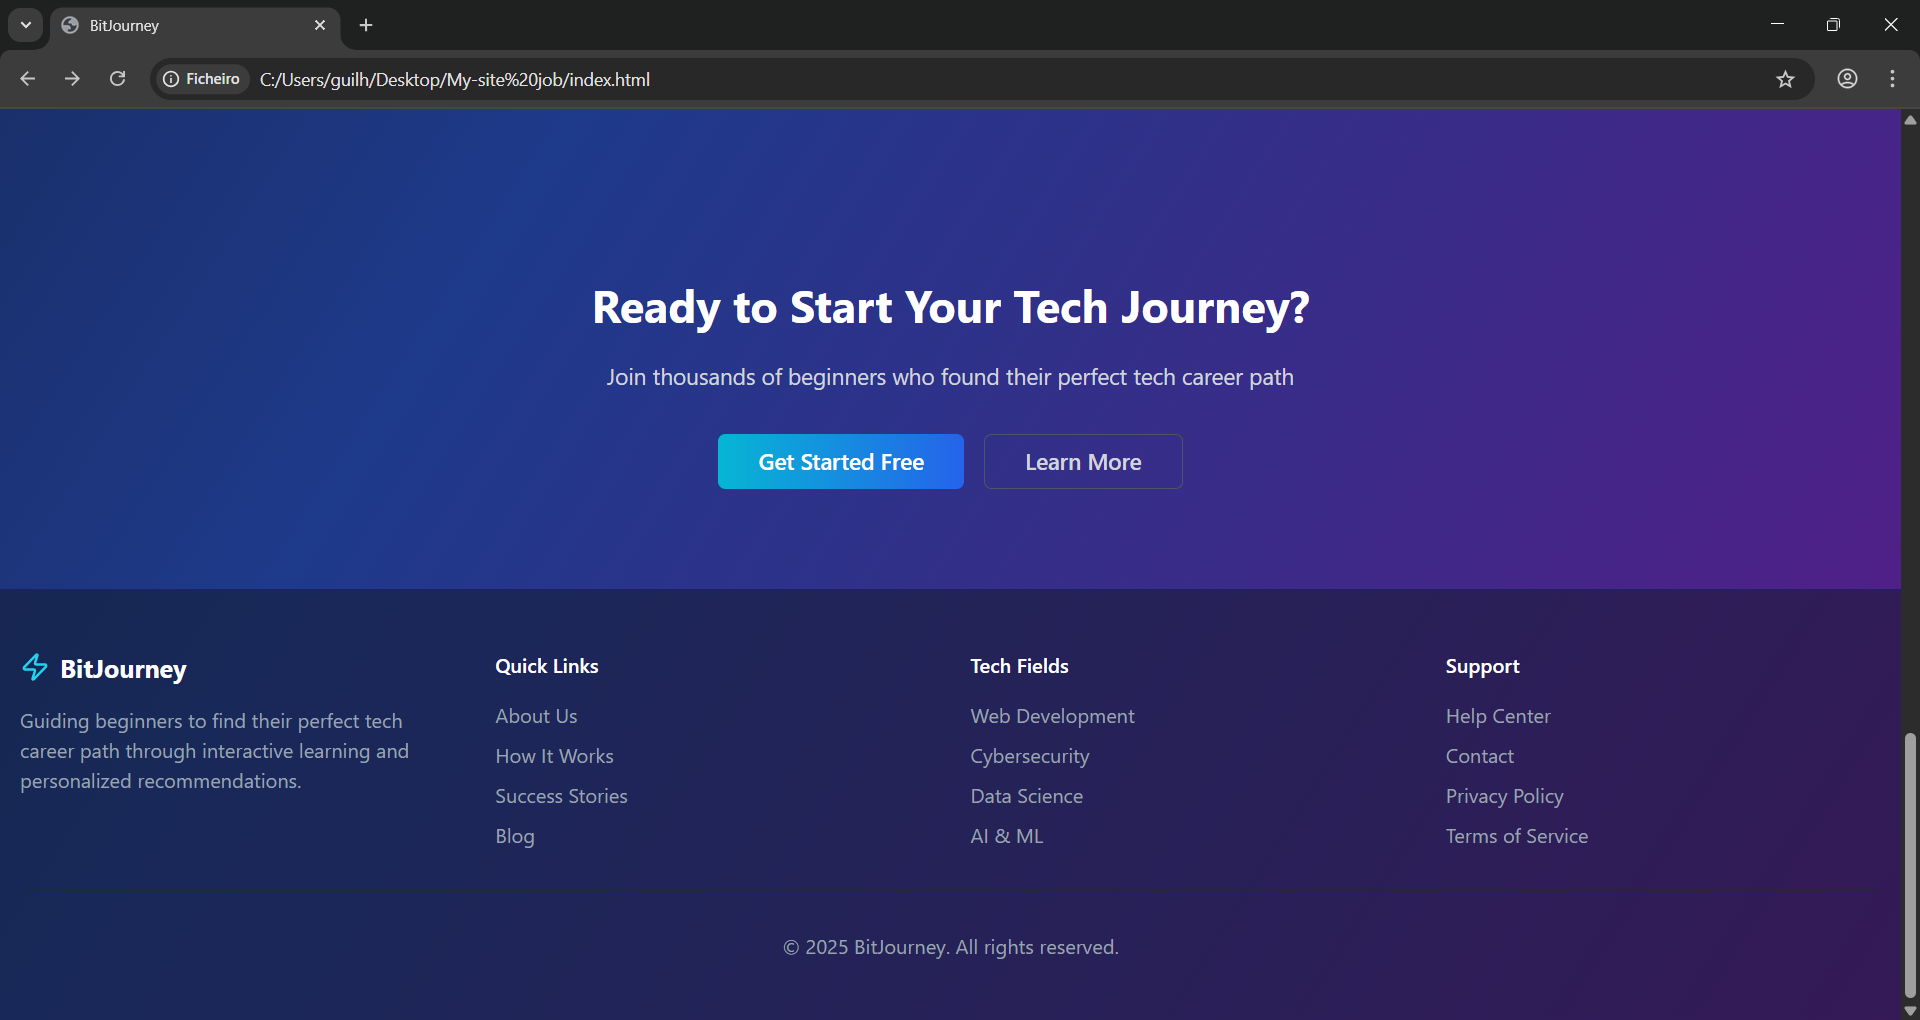 BitJourney
Ficheiro
C:/Users/guilh/Desktop/My-site%20job/index.html
Ready to Start Your Tech Journey?
Join thousands of beginners who found their perfect tech career path
Get Started Free
Learn More
BitJourney
Guiding beginners to find their perfect tech
career path through interactive learning and
personalized recommendations.
Quick Links
About Us
How It Works
Success Stories
Blog
Tech Fields
Web Development
Cybersecurity
Data Science
AI & ML
Support
Help Center
Contact
Privacy Policy
Terms of Service
© 2025 BitJourney. All rights reserved.